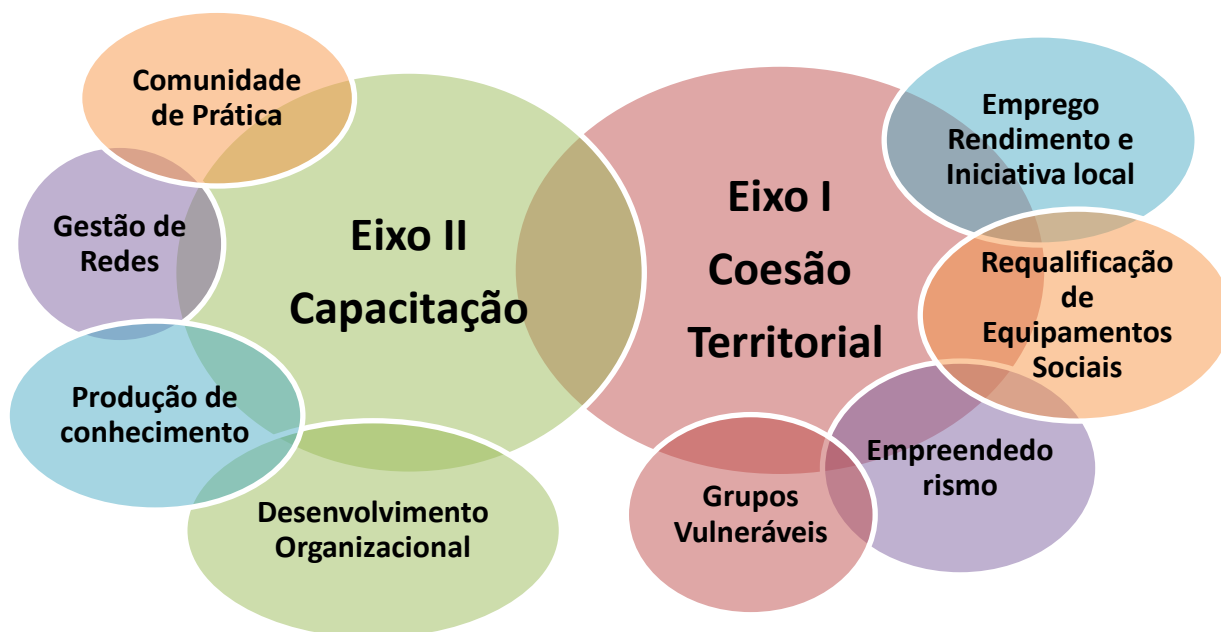 Comunidade
de Prática
Gestão de
Redes
Produção de
conhecimento
Desenvolvimento
Organizacional
Eixo II
Capacitação
Eixo I
Coesão
Territorial
Emprego
Rendimento e
Iniciativa local
Requalificação
de
Equipamentos
Sociais
Empreendedo
rismo
Grupos
Vulneráveis